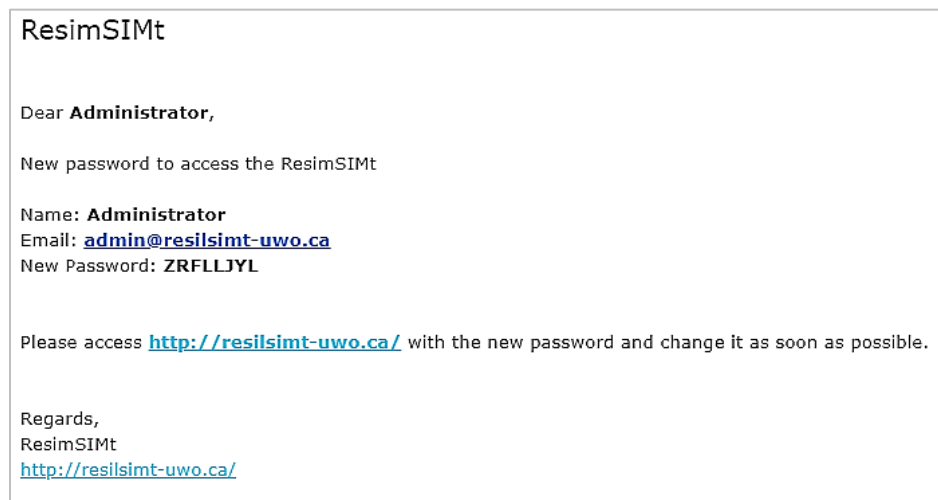 ResimSIMt
Dear Administrator,
New password to access the ResimSIMt
Name: Administrator
Email: admin@resilsimt-uwo.ca
New Password: ZRFLLJYL
Please access http://resilsimt-uwo.ca/ with the new password and change it as soon as possible.
Regards,
ResimSIMt
http://resilsimt-uwo.ca/